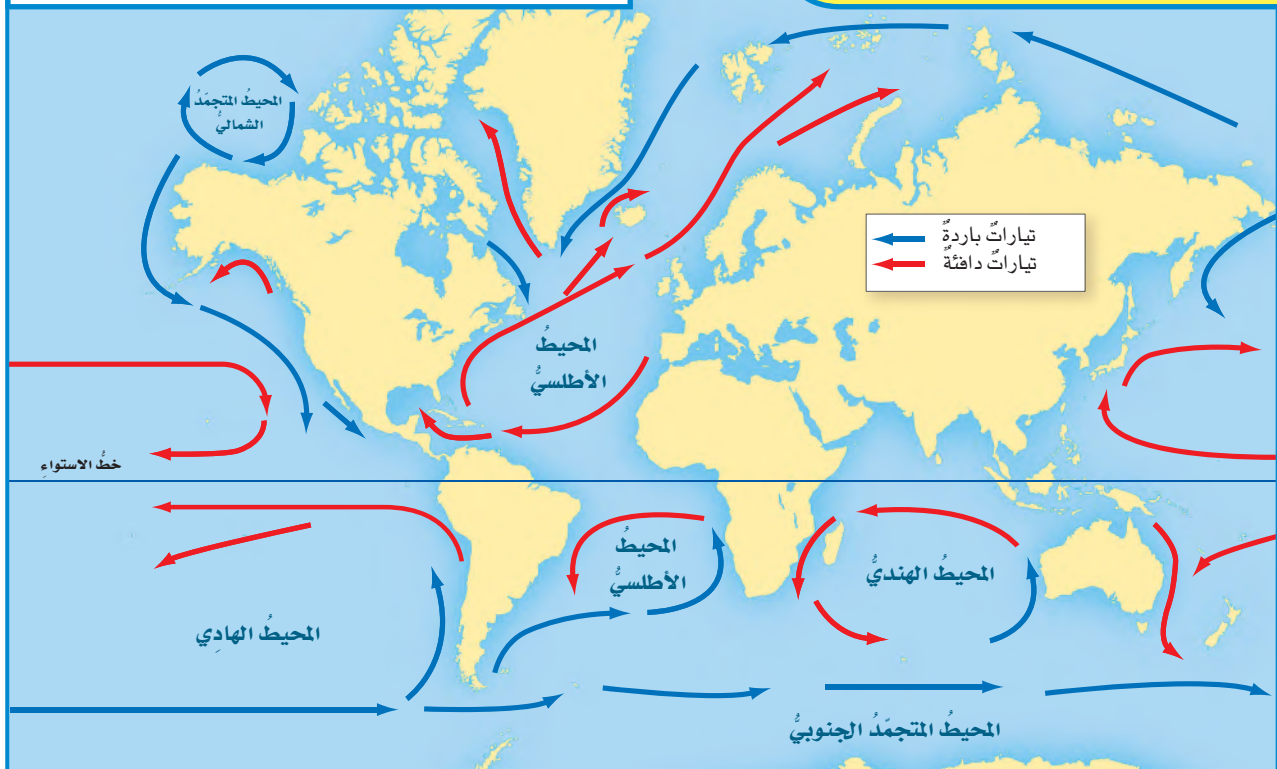 المحيطُ المتجمّدُ
الشماليُّ
تياراتٌ باردةٌ
تياراتٌ دافئةٌ
المحيطُ
الأطلسيُّ
خطُّ الاستواءِ
المحيطُ
الأطلسيُّ
المحيطُ الهنديُّ
المحيطُ الهادِي
المحيطُ المتجمّدُ الجنوبيُّ